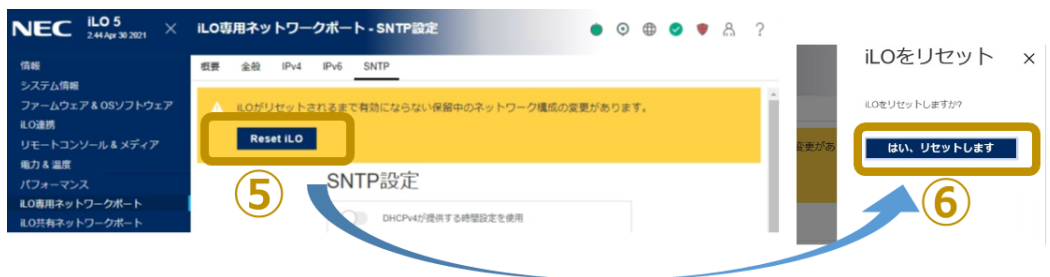 NEC iLO 5
2.44 Apr 30 2021
iLO専用ネットワークポート - SNTP設定
情報
システム情報
ファームウェア & OSソフトウェア
iLO連携
リモートコンソール & メディア
電力 & 温度
パフォーマンス
iLO専用ネットワークポート
iLO共有ネットワークポート
概要 全般 IPv4 IPv6 SNTP
iLOがリセットされるまで有効にならない保留中のネットワーク構成の変更があります。
Reset iLO
⑤
SNTP設定
DHCPv4が提供する時間設定を使用
iLOをリセット ×
iLOをリセットしますか?
変更があ
はい、リセットします
⑥